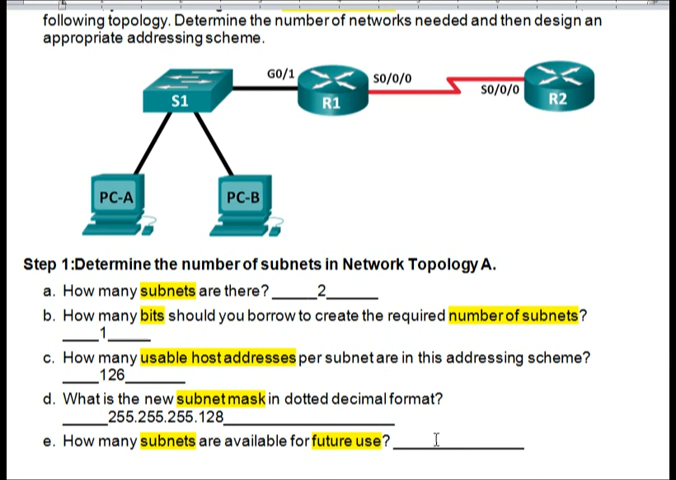 following topology. Determine the number of networks needed and then design an
appropriate addressing scheme.
G0/1
S0/0/0
S0/0/0
S1
R1
R2
PC-A
PC-B
Step 1:Determine the number of subnets in Network Topology A.
a. How many subnets are there? _____2______
b. How many bits should you borrow to create the required number of subnets?
____1_____
c. How many usable host addresses per subnet are in this addressing scheme?
____126_______
d. What is the new subnet mask in dotted decimal format?
_____255.255.255.128___________________
e. How many subnets are available for future use? _______________